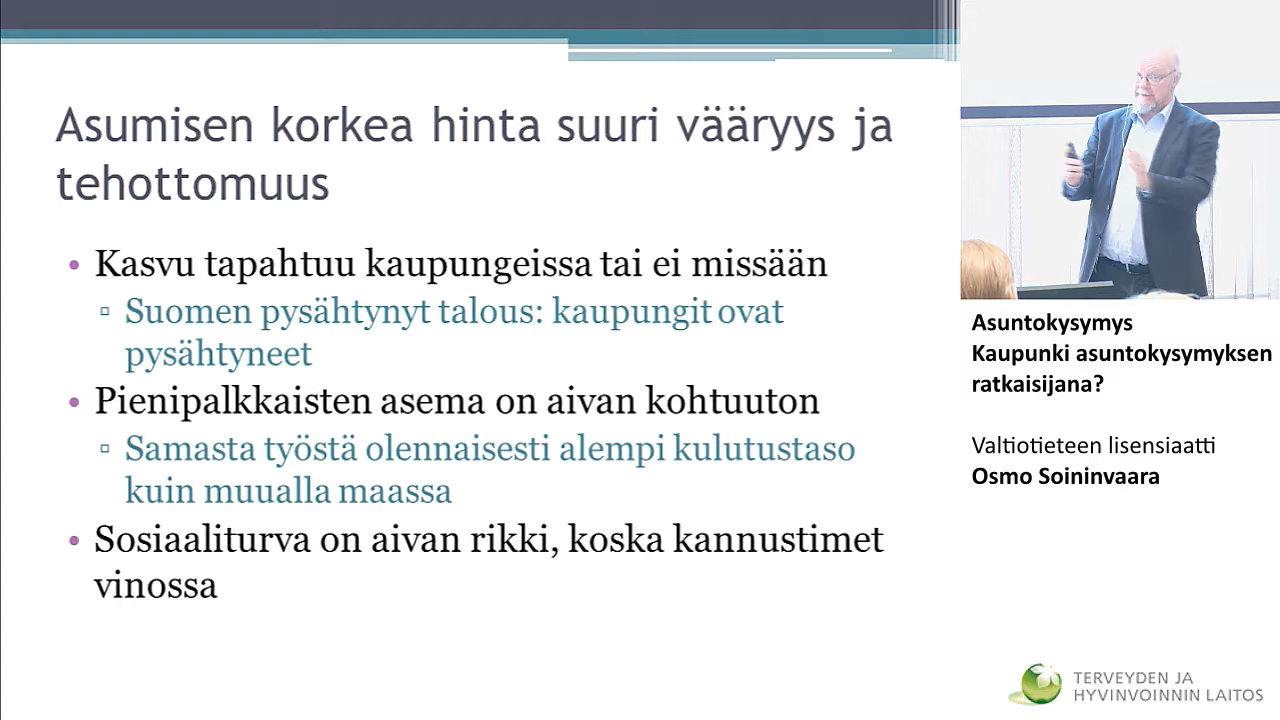 Asumisen korkea hinta suuri vääryys ja
tehottomuus
• Kasvu tapahtuu kaupungeissa tai ei missään
▫ Suomen pysähtynyt talous: kaupungit ovat
pysähtyneet
• Pienipalkkaisten asema on aivan kohtuuton
▫ Samasta työstä olennaisesti alempi kulutustaso
kuin muualla maassa
• Sosiaaliturva on aivan rikki, koska kannustimet
vinossa
Asuntokysymys
Kaupunki asuntokysymyksen
ratkaisijana?
Valtiotieteen lisensiaatti
Osmo Soininvaara
TERVEYDEN JA
HYVINVOINNIN LAITOS